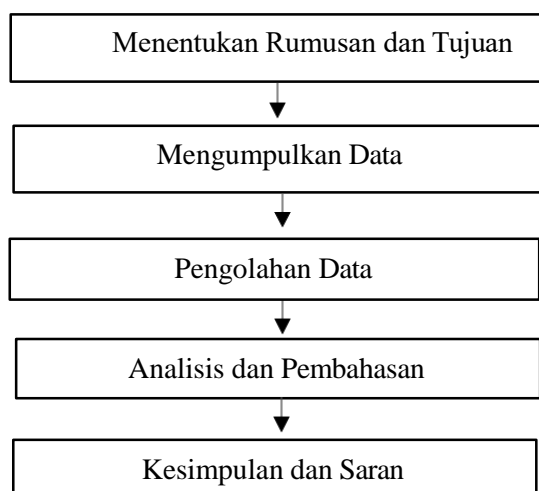 Menentukan Rumusan dan Tujuan
Mengumpulkan Data
Pengolahan Data
Analisis dan Pembahasan
Kesimpulan dan Saran